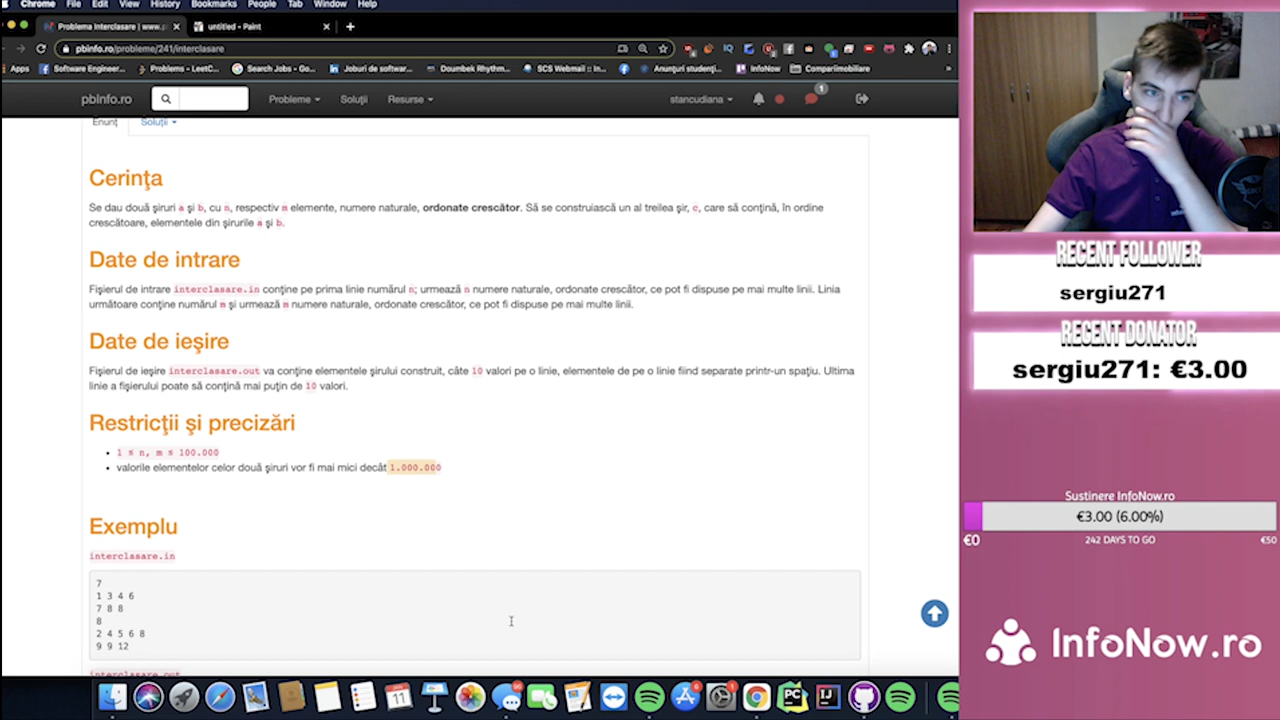 Chrome File Edit View History Bookmarks People Tab Window Help
Problema Interclasare | www.p
untitled - Paint
pbinfo.ro/probleme/241/interclasare
Apps
Software Engineer...
Problems - LeetC...
Search Jobs - Go...
Joburi de softwar...
Doumbek Rhythm...
SCS Webmail :: In...
Anunțuri studenți...
InfoNow
CompariImobiliare
»
pbInfo.ro
Probleme
Soluții
Resurse
stancudiana
1
Enunț
Soluții
Cerința
Se dau două șiruri a și b, cu n, respectiv m elemente, numere naturale, ordonate crescător. Să se construiască un al treilea șir, c, care să conțină, în ordine
crescătoare, elementele din șirurile a și b.
Date de intrare
Fișierul de intrare interclasare.in conține pe prima linie numărul n; urmează n numere naturale, ordonate crescător, ce pot fi dispuse pe mai multe linii. Linia
următoare conține numărul m și urmează m numere naturale, ordonate crescător, ce pot fi dispuse pe mai multe linii.
Date de ieșire
Fișierul de ieșire interclasare.out va conține elementele șirului construit, câte 10 valori pe o linie, elementele de pe o linie fiind separate printr-un spațiu. Ultima
linie a fișierului poate să conțină mai puțin de 10 valori.
Restricții și precizări
1 ≤ n, m ≤ 100.000
valorile elementelor celor două șiruri vor fi mai mici decât 1.000.000
Exemplu
interclasare.in
7
1 3 4 6
7 8 8
8
2 4 5 6 8
9 9 12
interclasare.out
RECENT FOLLOWER
sergiu271
RECENT DONATOR
sergiu271: €3.00
Sustinere InfoNow.ro
€3.00 (6.00%)
€0
242 DAYS TO GO
€50
InfoNow.ro
11
PC
IJ